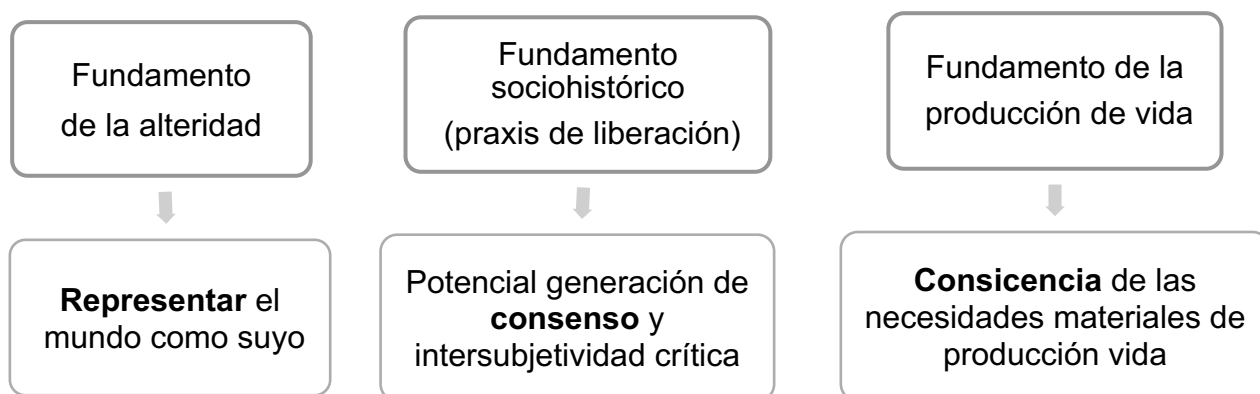 Fundamento
de la alteridad
Fundamento
sociohistórico
(praxis de liberación)
Fundamento de la
producción de vida
Representar el
mundo como suyo
Potencial generación de
consenso y
intersubjetividad crítica
Consicencia de las
necesidades materiales de
producción vida